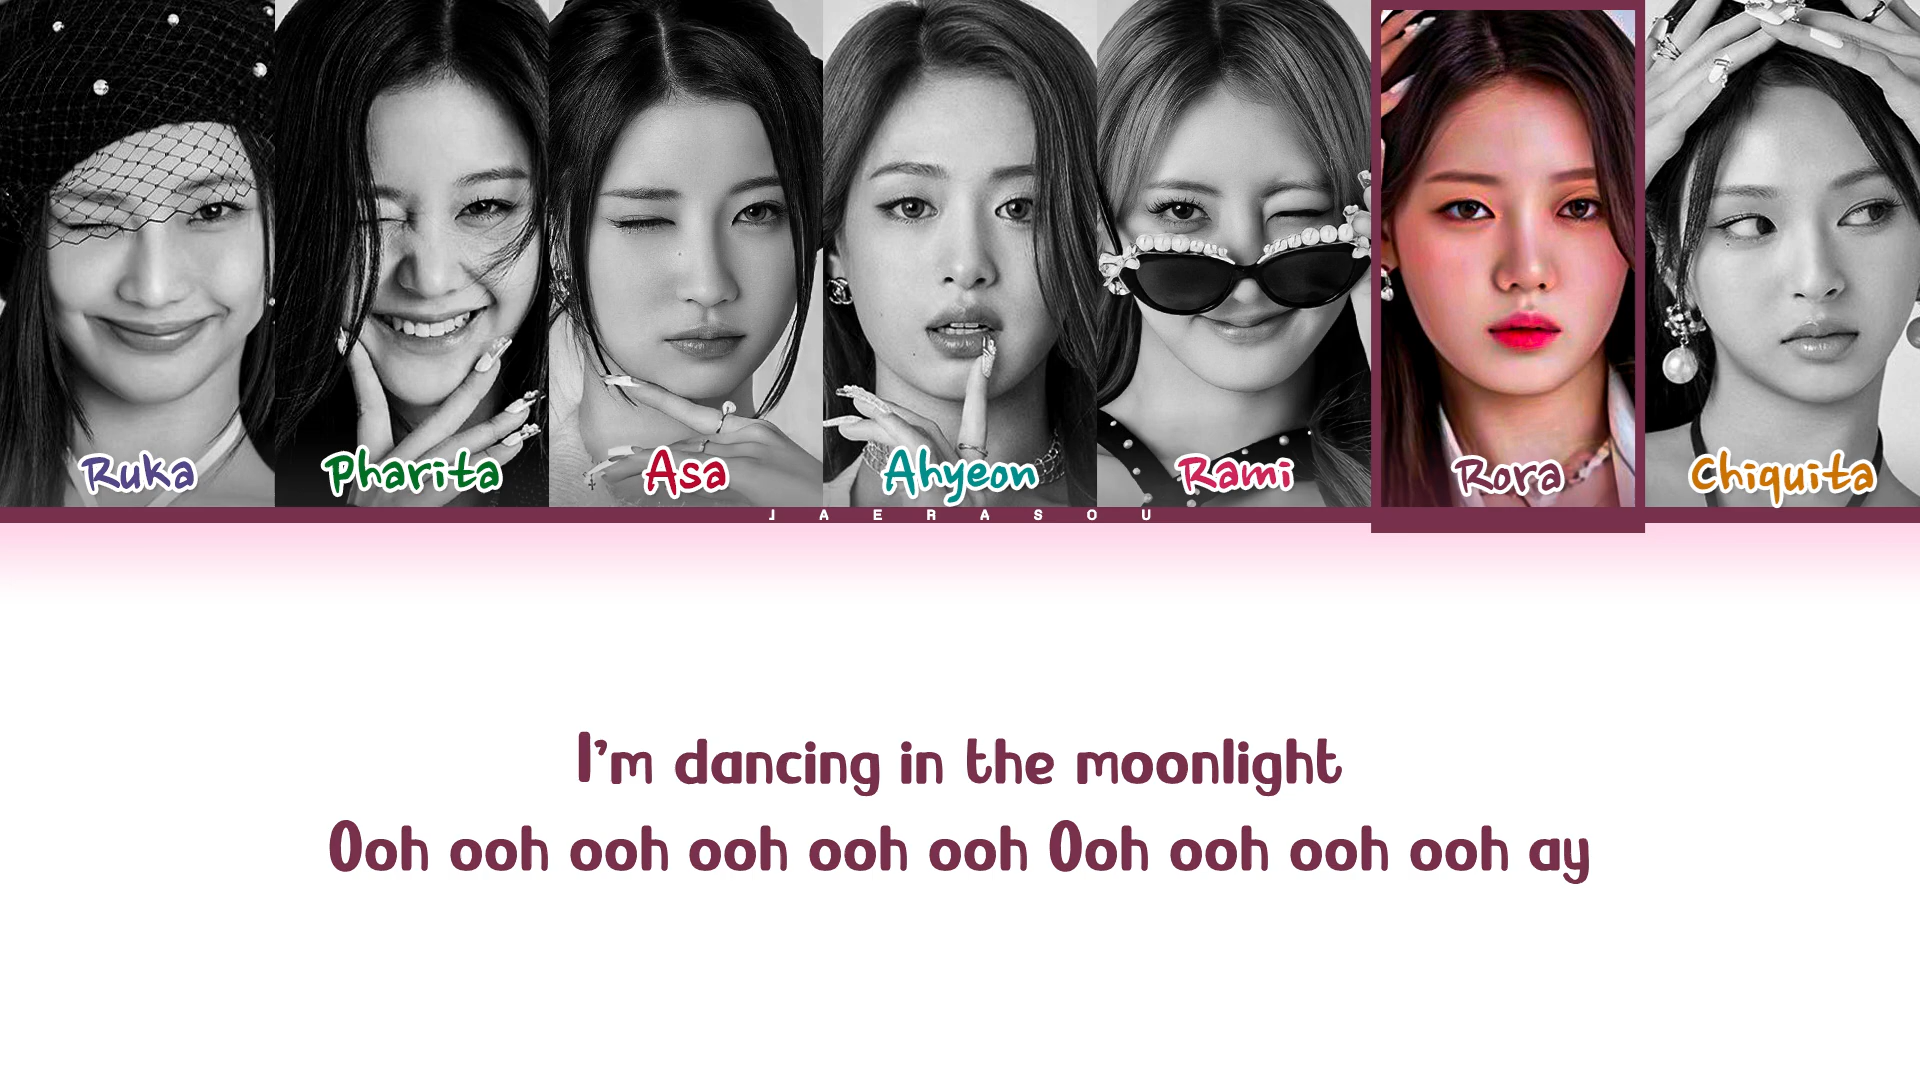 Ruka Pharita Asa Ahyeon Rami Rora Chiquita
JAERASOU
I'm dancing in the moonlight
Ooh ooh ooh ooh ooh ooh Ooh ooh ooh ooh ay